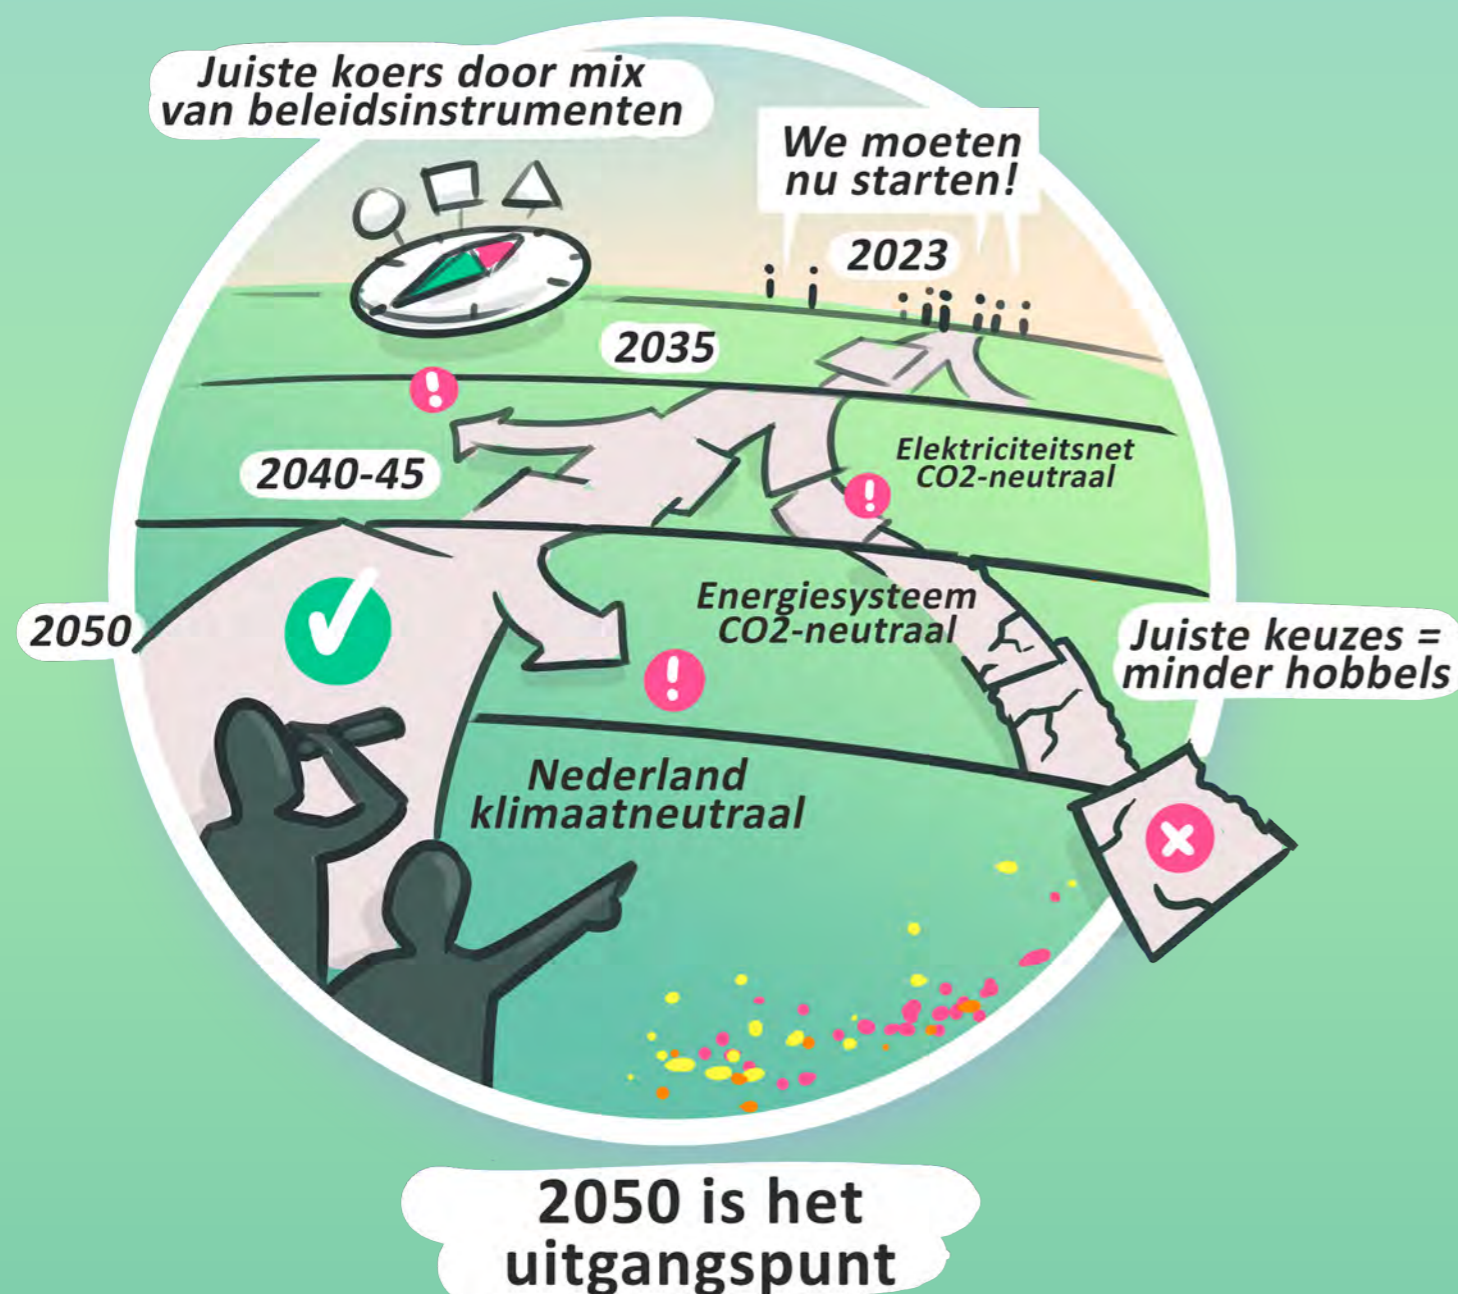 Juiste koers door mix
van beleidsinstrumenten
We moeten
nu starten!
2023
2035
Elektriciteitsnet
CO2-neutraal
2040-45
Energiesysteem
CO2-neutraal
2050
Juiste keuzes =
minder hobbels
Nederland
klimaatneutraal
2050 is het
uitgangspunt